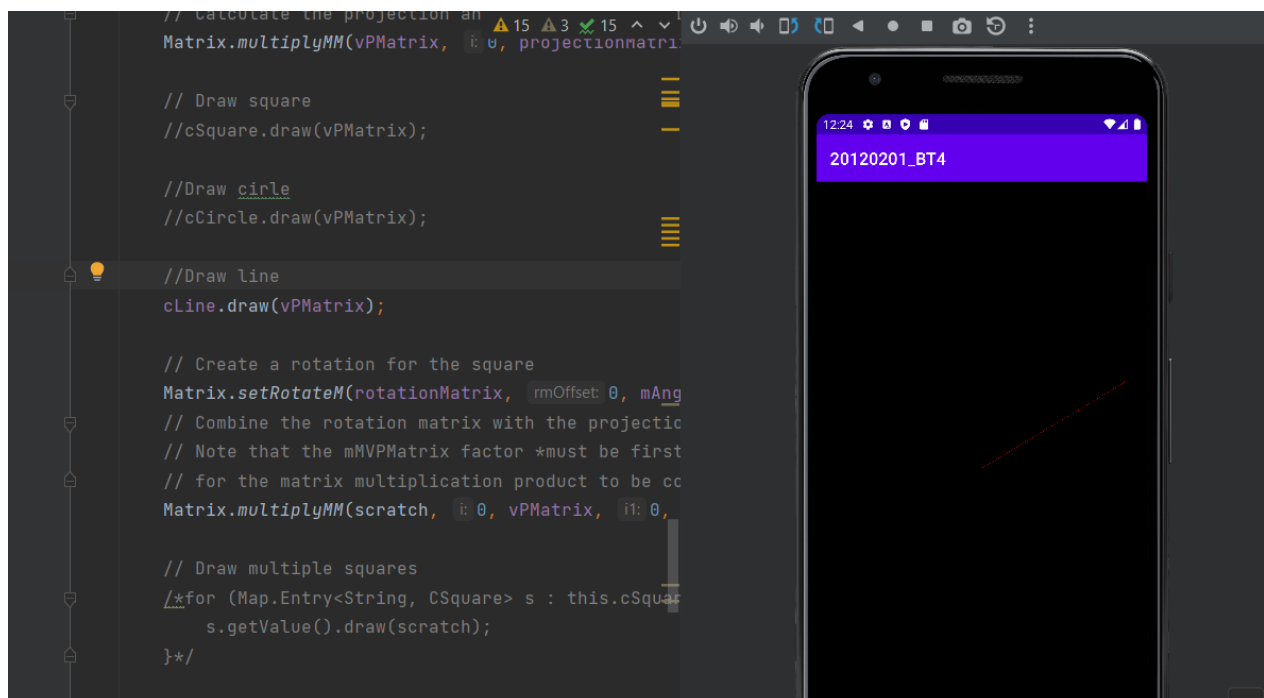 // Calculate the projection an
15 3 15
Matrix.multiplyMM(vPMatrix, i: 0, projectionMatri
// Draw square
//cSquare.draw(vPMatrix);
//Draw cirle
//cCircle.draw(vPMatrix);
//Draw line
cLine.draw(vPMatrix);
// Create a rotation for the square
Matrix.setRotateM(rotationMatrix, rmOffset: 0, mAng
// Combine the rotation matrix with the projectio
// Note that the mMVPMatrix factor *must be first
// for the matrix multiplication product to be co
Matrix.multiplyMM(scratch, i: 0, vPMatrix, i1: 0,
// Draw multiple squares
/*for (Map.Entry<String, CSquare> s : this.cSquar
s.getValue().draw(scratch);
}*/
12:24
20120201_BT4